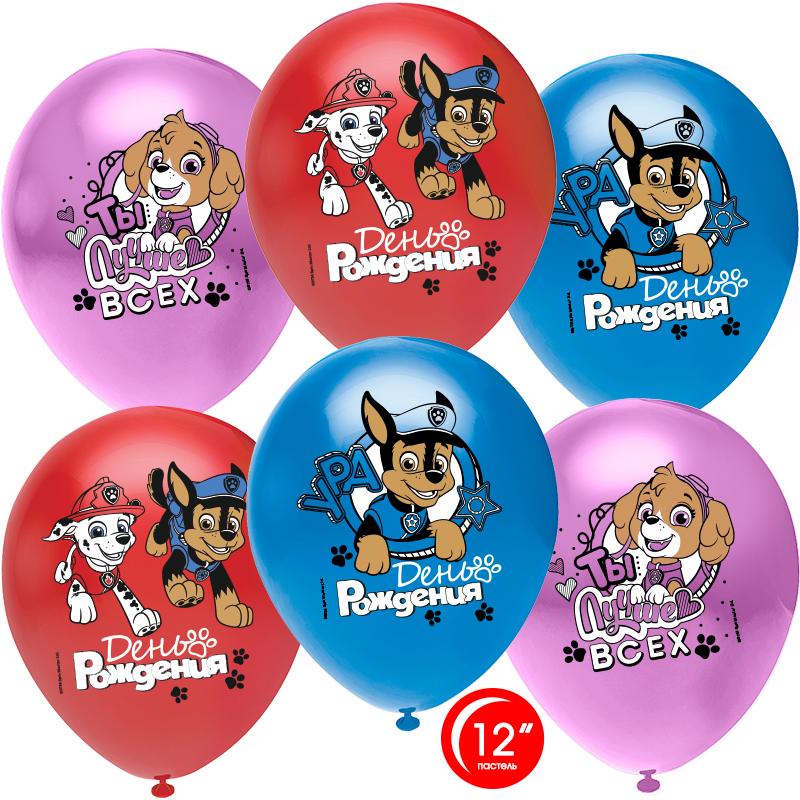 Ты
Лучше
ВСЕХ
День
Рождения
УРА
День
Рождения
День
Рождения
УРА
День
Рождения
Ты
Лучше
ВСЕХ
12”
пастель